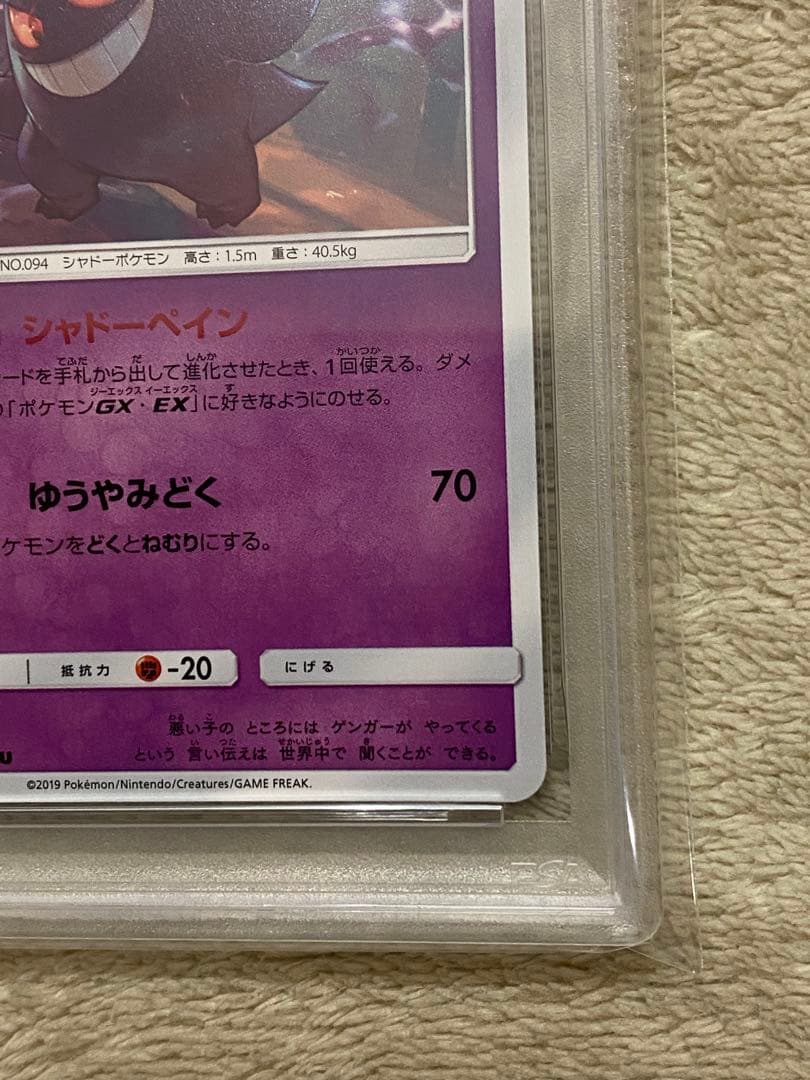 NO.094 シャドーポケモン 高さ：1.5m 重さ：40.5kg
シャドーペイン
ードを手札から出して進化させたとき、1回使える。ダメ
「ポケモンGX・EX」に好きなようにのせる。
ゆうやみどく 70
ケモンをどくとねむりにする。
抵抗力 -20 にげる
悪い子の ところには ゲンガーが やってくる
という 言い伝えは 世界中で 聞くことが できる。
©2019 Pokémon/Nintendo/Creatures/GAME FREAK.
PSA